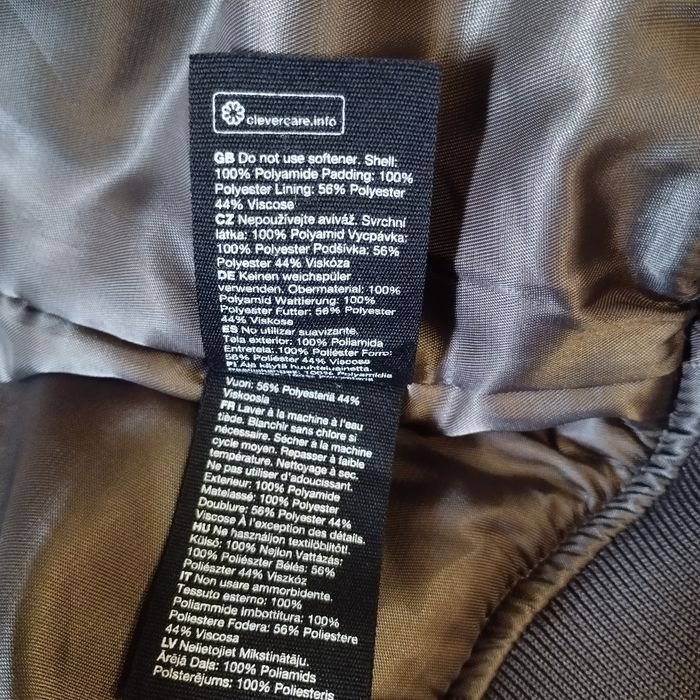 clevercare.info
GB Do not use softener. Shell:
100% Polyamide Padding: 100%
Polyester Lining: 56% Polyester
44% Viscose
CZ Nepoužívejte aviváž. Svrchní
látka: 100% Polyamid Vycpávka:
100% Polyester Podšívka: 56%
Polyester 44% Viskóza
DE Keinen weichspüler
verwenden. Obermaterial: 100%
Polyamid Wattierung: 100%
Polyester Futter: 56% Polyester
44% Viskose
ES No utilizar suavizante.
Tela exterior: 100% Poliamida
Entretela: 100% Poliéster Forro:
56% Poliéster 44% Viscosa
FI Älä käytä huuhteluainetta.
100% Polyamidia
Vuori: 56% Polyesteriä 44%
Viskoosia
FR Laver à la machine à l'eau
tiède. Blanchir sans chlore si
nécessaire. Sécher à la machine
cycle moyen. Repasser à faible
température. Nettoyage à sec.
Ne pas utiliser d'adoucissant.
Exterieur: 100% Polyamide
Matelassé: 100% Polyester
Doublure: 56% Polyester 44%
Viscose À l'exception des détails.
HU Ne használjon textilöblítőt!
Külső: 100% Nejlon Vattázás:
100% Poliészter Bélés: 56%
Poliészter 44% Viszkóz
IT Non usare ammorbidente.
Tessuto esterno: 100%
Poliammide Imbottitura: 100%
Poliestere Fodera: 56% Poliestere
44% Viscosa
LV Nelietojiet Mīkstinātāju.
Ārējā Daļa: 100% Poliamīds
Polsterējums: 100% Poliesteris